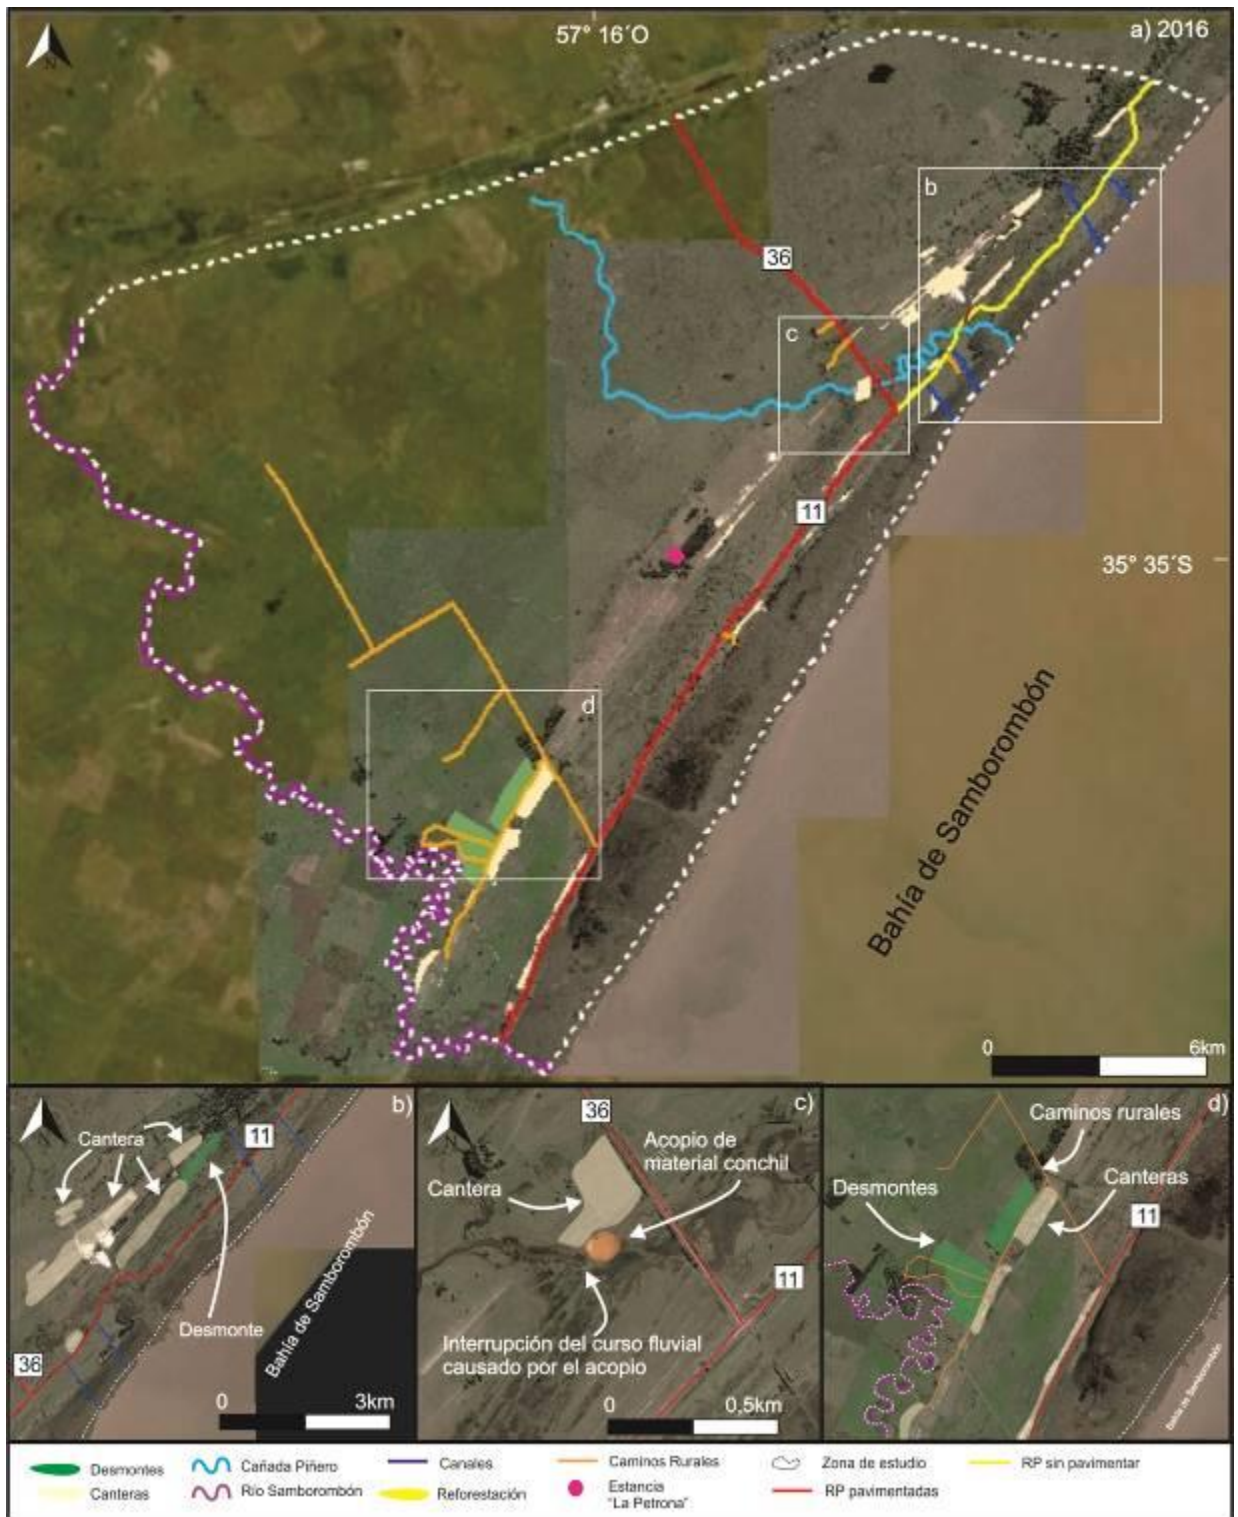 57° 16´O
a) 2016
N
b
36
c
11
35° 35´S
d
Bahía de Samborombón
0 6km
b)
Cantera
11
Desmonte
Bahía de Samborombón
36
0 3km
c)
36
Acopio de
material conchil
Cantera
11
Interrupción del curso fluvial
causado por el acopio
0 0,5km
d)
Caminos rurales
Desmontes
Canteras
11
Bahía de Samborombón
Desmontes
Cañada Piñero
Canales
Caminos Rurales
Zona de estudio
RP sin pavimentar
Canteras
Río Samborombón
Reforestación
Estancia
"La Petrona"
RP pavimentadas